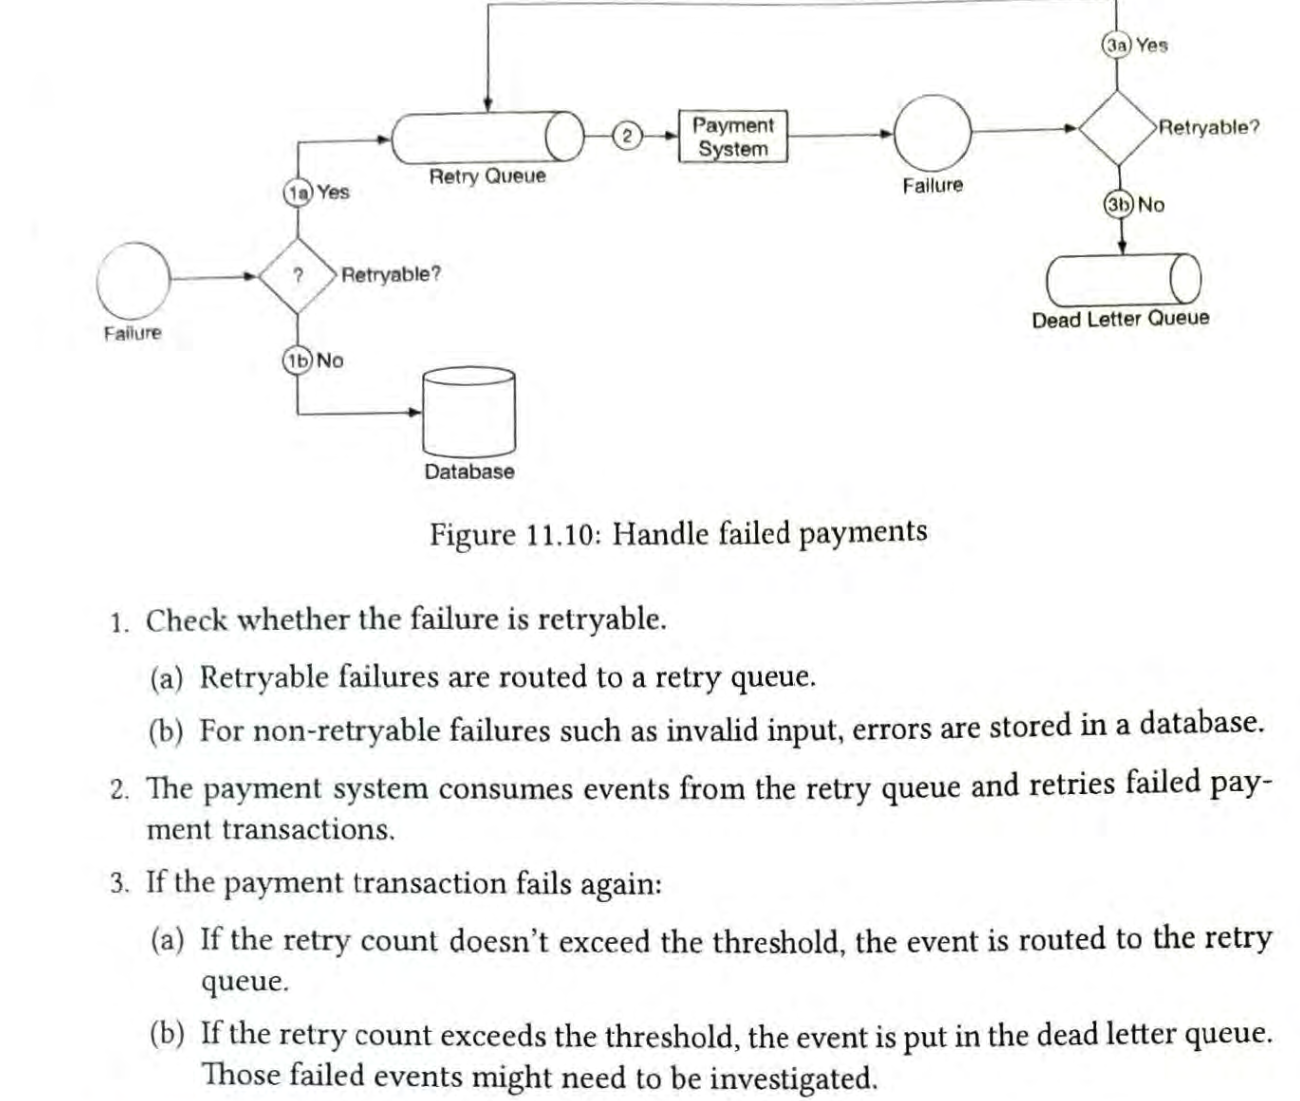 3a Yes
Retryable?
2
Payment
System
Retry Queue
Failure
1a Yes
3b No
? Retryable?
Failure
Dead Letter Queue
1b No
Database
Figure 11.10: Handle failed payments
1. Check whether the failure is retryable.
(a) Retryable failures are routed to a retry queue.
(b) For non-retryable failures such as invalid input, errors are stored in a database.
2. The payment system consumes events from the retry queue and retries failed pay-
ment transactions.
3. If the payment transaction fails again:
(a) If the retry count doesn't exceed the threshold, the event is routed to the retry
queue.
(b) If the retry count exceeds the threshold, the event is put in the dead letter queue.
Those failed events might need to be investigated.